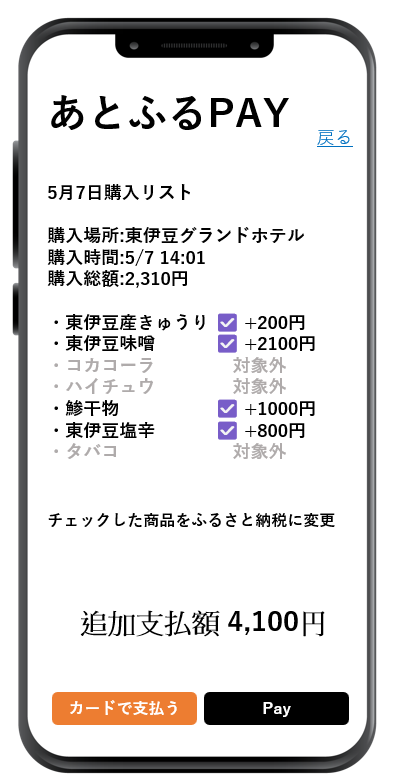 あとふるPAY
戻る
5月7日購入リスト
購入場所:東伊豆グランドホテル
購入時間:5/7 14:01
購入総額:2,310円
・東伊豆産きゅうり +200円
・東伊豆味噌 +2100円
・コカコーラ 対象外
・ハイチュウ 対象外
・鯵干物 +1000円
・東伊豆塩辛 +800円
・タバコ 対象外
チェックした商品をふるさと納税に変更
追加支払額 4,100円
カードで支払う Pay